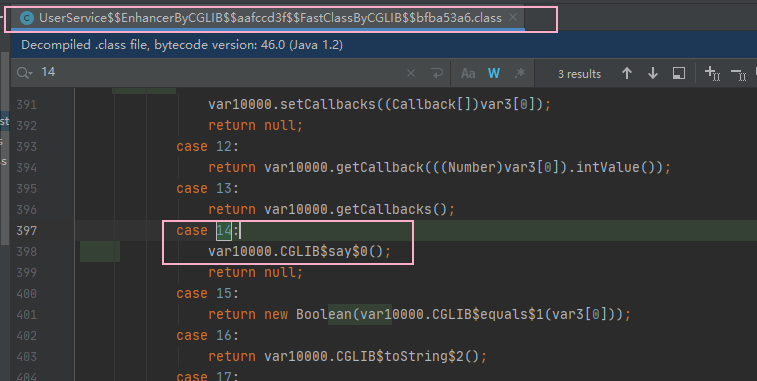 UserService$$EnhancerByCGLIB$$aafccd3f$$FastClassByCGLIB$$bfba53a6.class
Decompiled .class file, bytecode version: 46.0 (Java 1.2)
14 Aa W .* 3 results
391 var10000.setCallbacks((Callback[])var3[0]);
392 return null;
393 case 12:
394 return var10000.getCallback(((Number)var3[0]).intValue());
395 case 13:
396 return var10000.getCallbacks();
397 case 14:
398 var10000.CGLIB$say$0();
399 return null;
400 case 15:
401 return new Boolean(var10000.CGLIB$equals$1(var3[0]));
402 case 16:
403 return var10000.CGLIB$toString$2();
404 case 17: